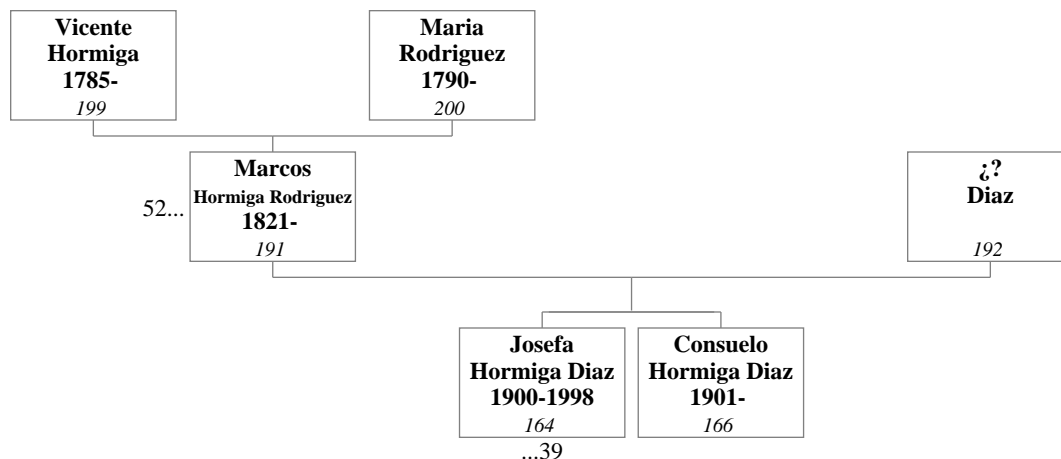 Vicente
Hormiga
1785-
199
Maria
Rodriguez
1790-
200
52...
Marcos
Hormiga Rodriguez
1821-
191
¿?
Diaz
192
Josefa
Hormiga Diaz
1900-1998
164
...39
Consuelo
Hormiga Diaz
1901-
166